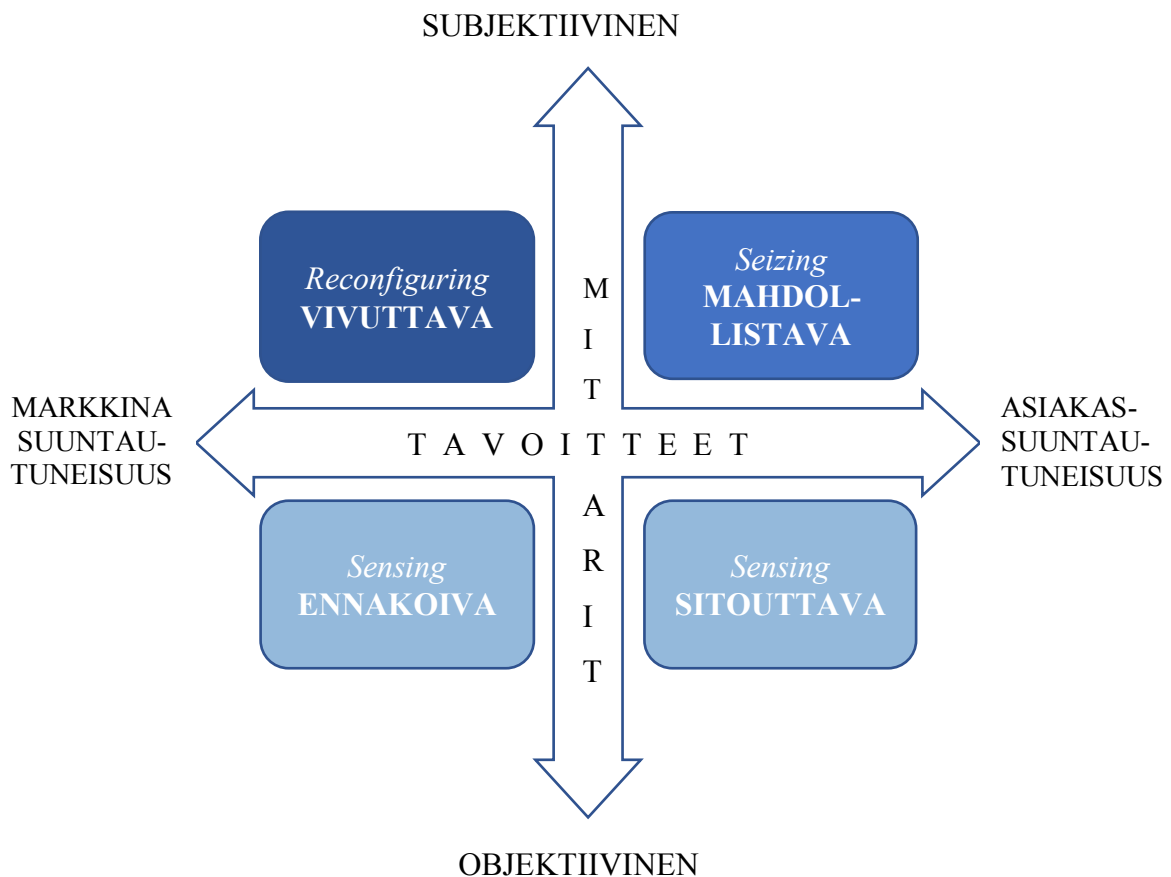 SUBJEKTIIVINEN
Reconfiguring
VIVUTTAVA
Seizing
MAHDOL-
LISTAVA
MARKKINA
SUUNTAU-
TUNEISUUS
T A V O I T T E E T
M I T T A R I T
ASIAKAS-
SUUNTAU-
TUNEISUUS
Sensing
ENNAKOIVA
Sensing
SITOUTTAVA
OBJEKTIIVINEN